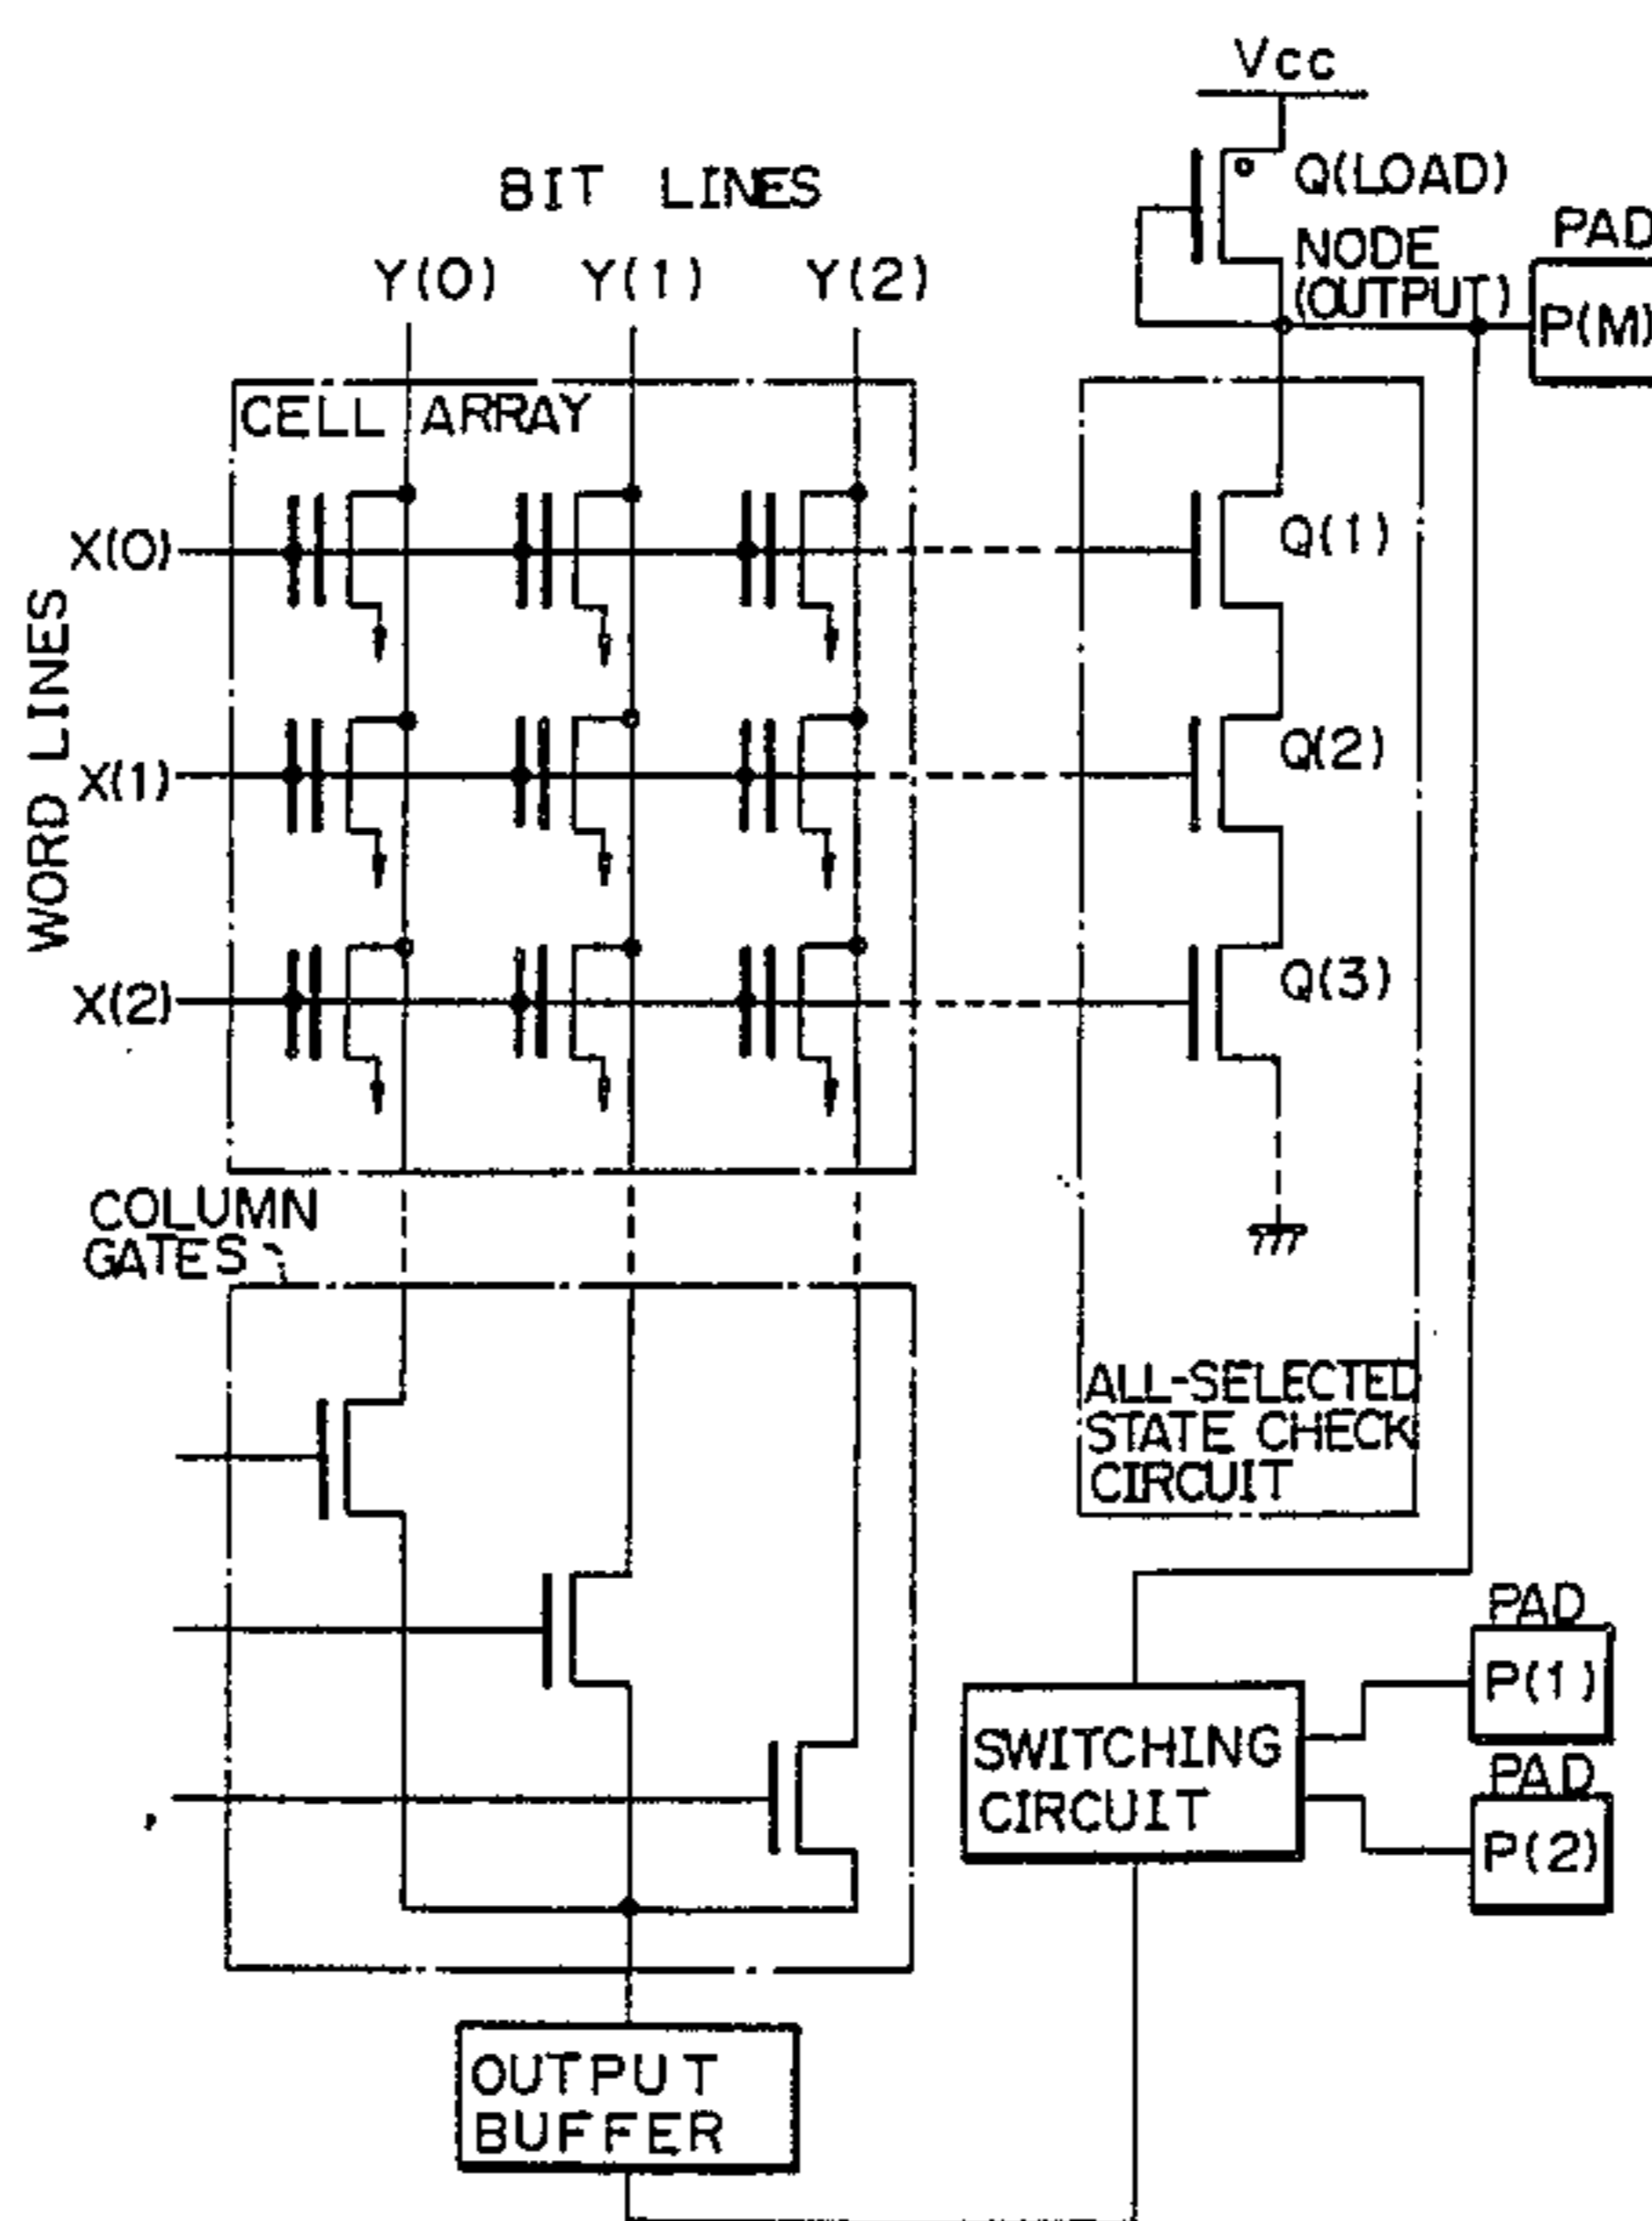 Vcc
Q(LOAD)
NODE
(OUTPUT)
PAD
P(M)
BIT LINES
Y(0) Y(1) Y(2)
CELL ARRAY
WORD LINES
X(0)
X(1)
X(2)
Q(1)
Q(2)
Q(3)
COLUMN
GATES
ALL-SELECTED
STATE CHECK
CIRCUIT
PAD
P(1)
SWITCHING
CIRCUIT
PAD
P(2)
OUTPUT
BUFFER